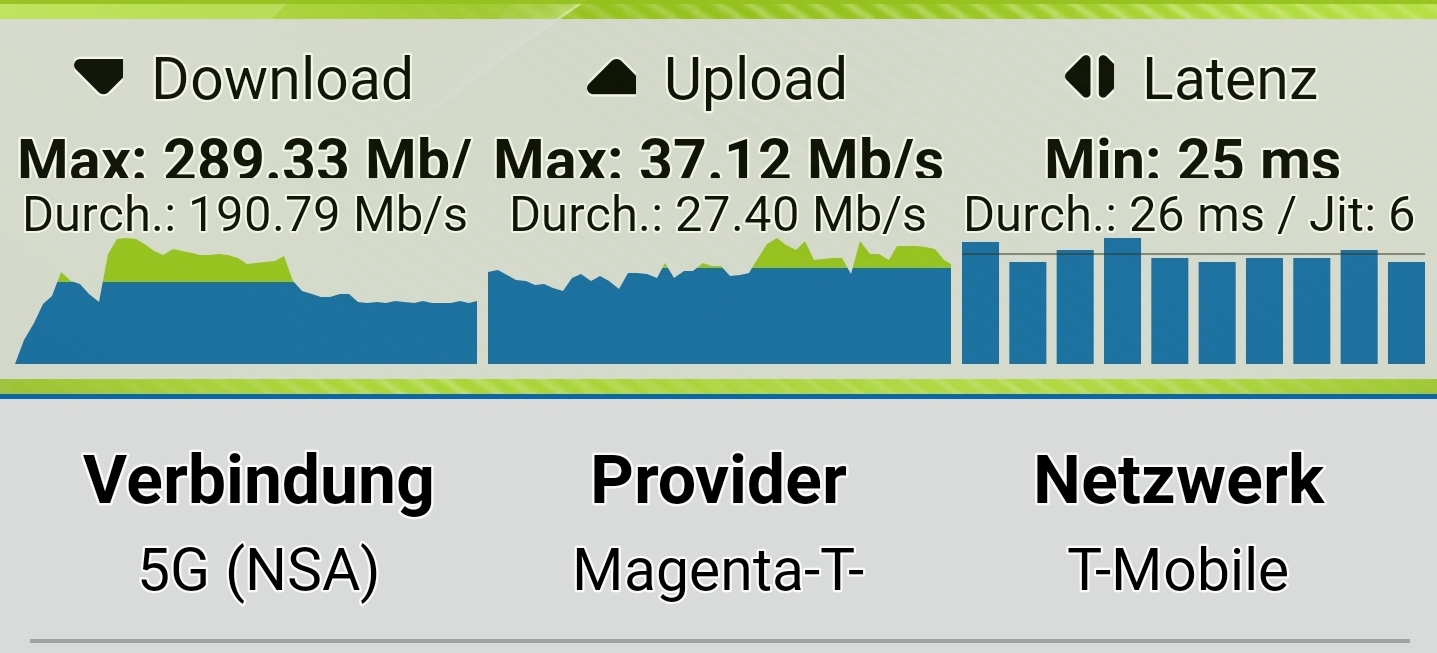 Download Upload Latenz
Max: 289.33 Mb/ Max: 37.12 Mb/s Min: 25 ms
Durch.: 190.79 Mb/s Durch.: 27.40 Mb/s Durch.: 26 ms / Jit: 6
Verbindung Provider Netzwerk
5G (NSA) Magenta-T- T-Mobile